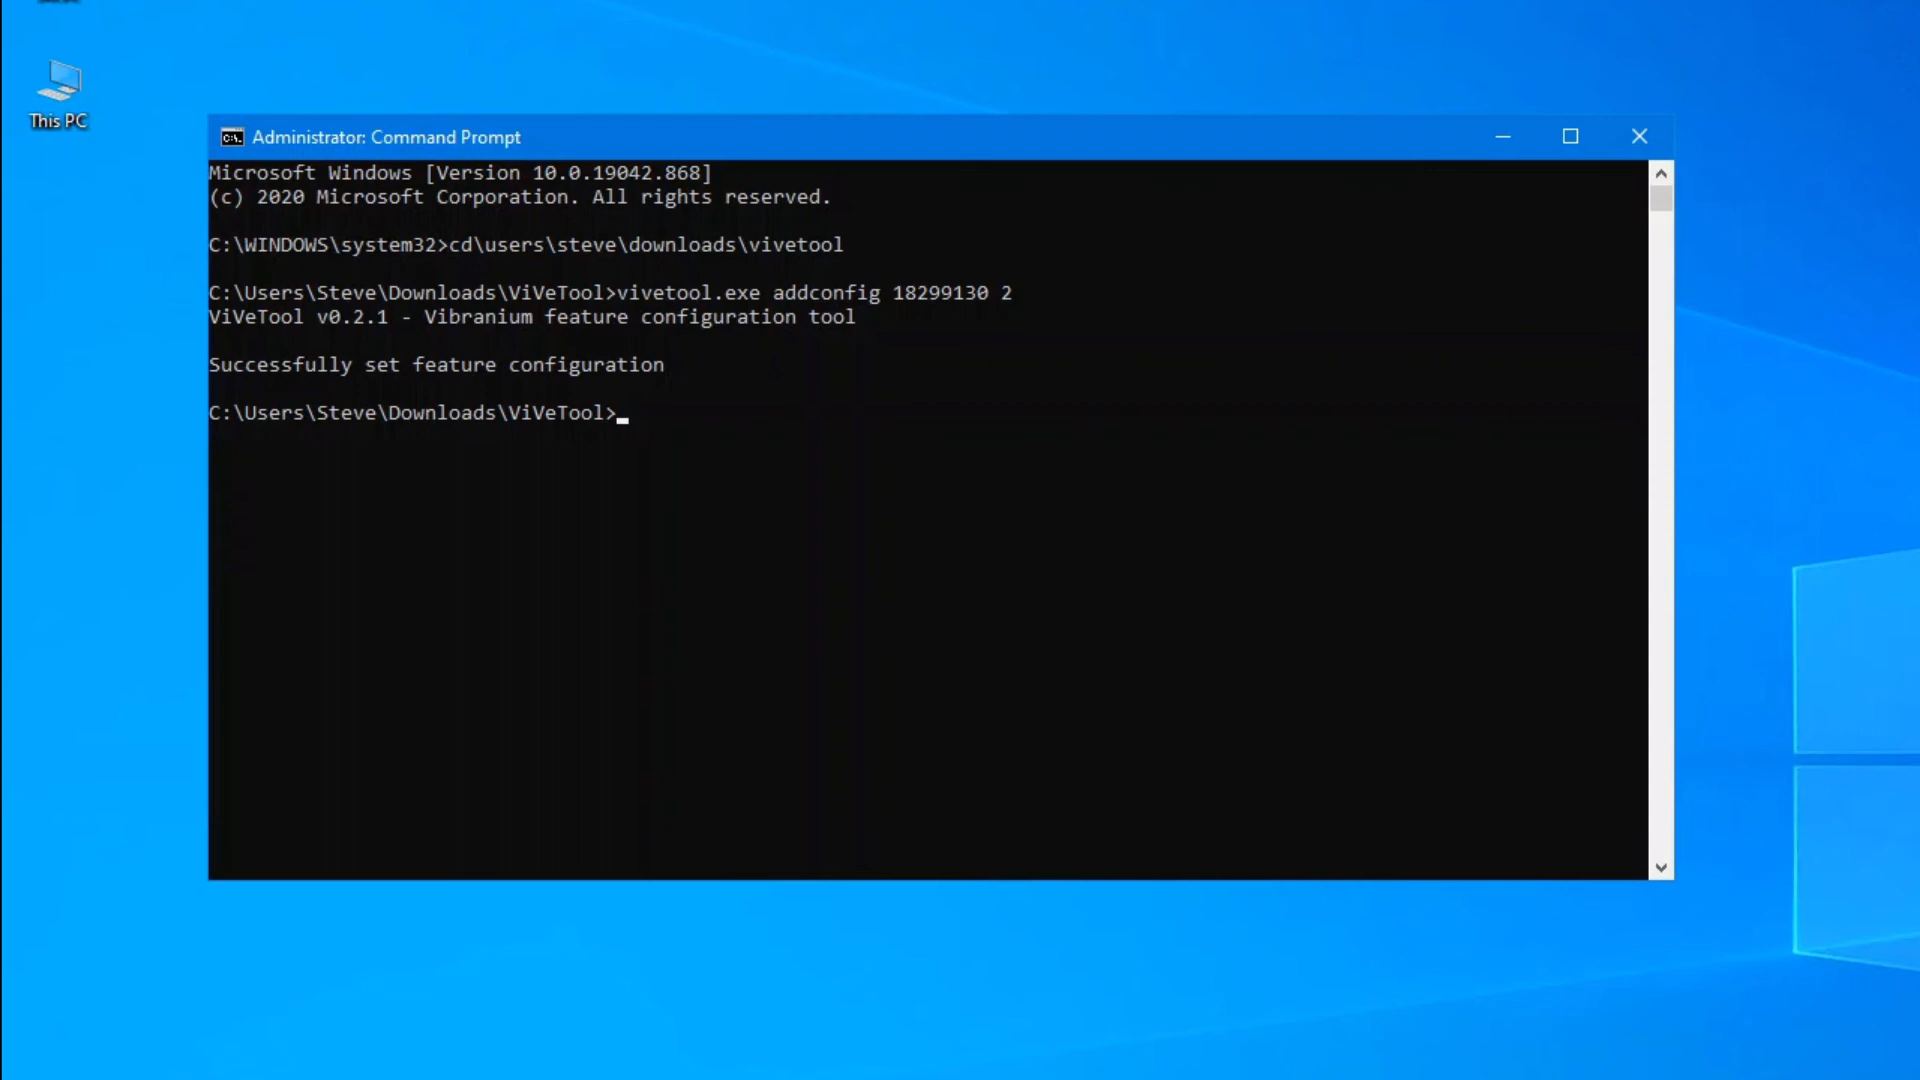 This PC
Administrator: Command Prompt
Microsoft Windows [Version 10.0.19042.868]
(c) 2020 Microsoft Corporation. All rights reserved.
C:\WINDOWS\system32>cd\users\steve\downloads\vivetool
C:\Users\Steve\Downloads\ViVeTool>vivetool.exe addconfig 18299130 2
ViVeTool v0.2.1 - Vibranium feature configuration tool
Successfully set feature configuration
C:\Users\Steve\Downloads\ViVeTool>